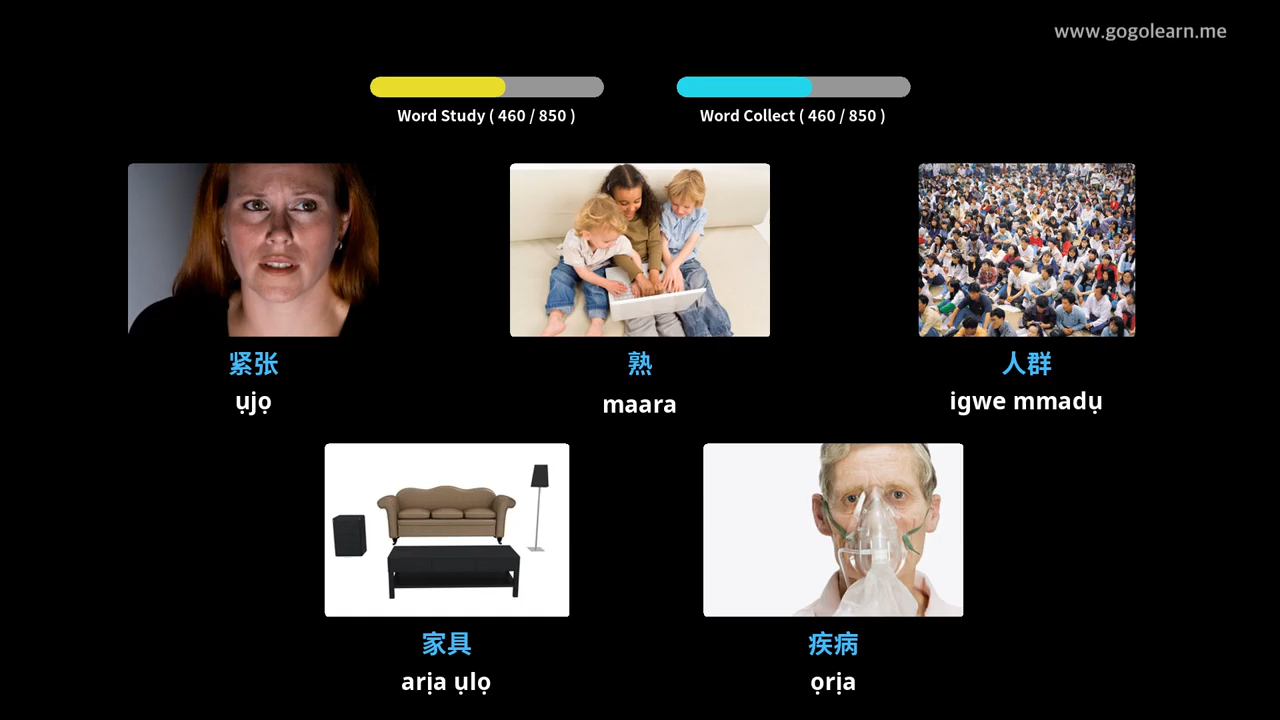 www.gogolearn.me
Word Study ( 460 / 850 )
Word Collect ( 460 / 850 )
紧张
ụjọ
熟
maara
人群
igwe mmadụ
家具
arịa ụlọ
疾病
ọrịa